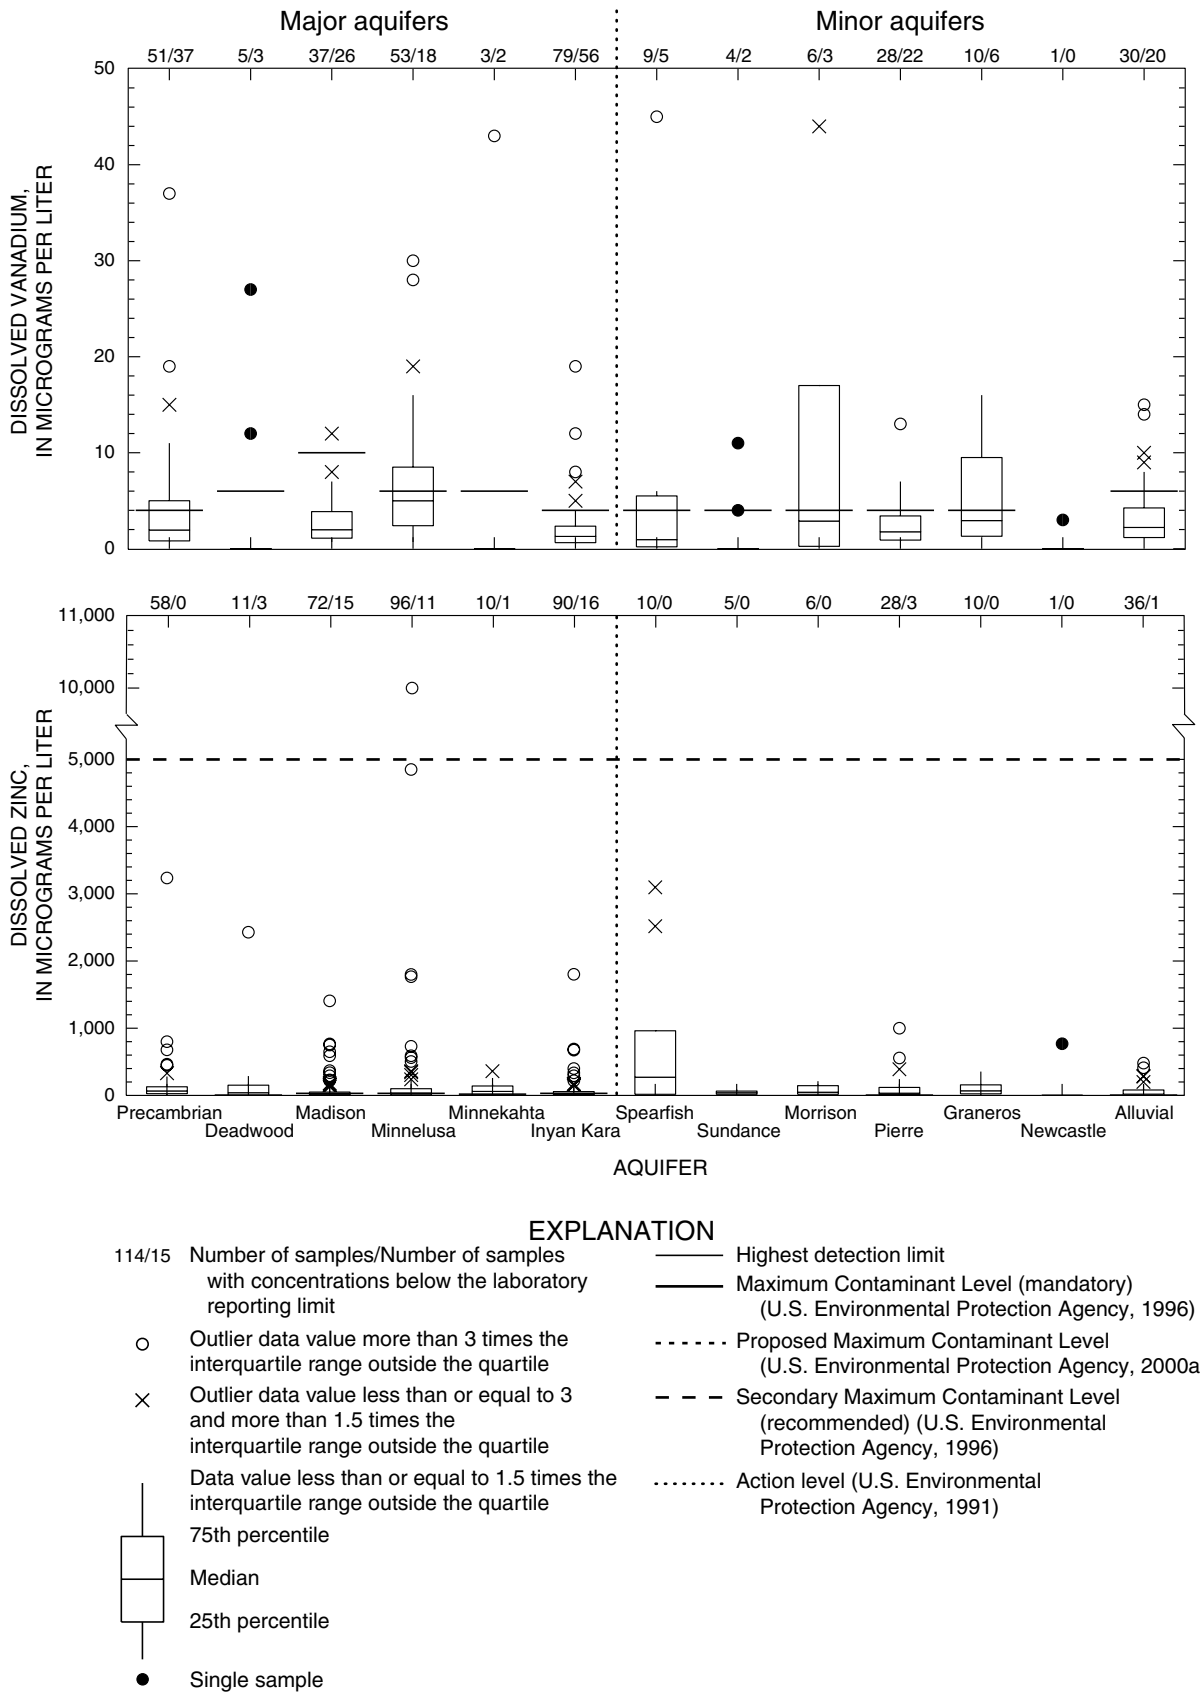 Major aquifers
Minor aquifers
51/37 5/3 37/26 53/18 3/2 79/56 9/5 4/2 6/3 28/22 10/6 1/0 30/20
50
40
30
20
10
0
DISSOLVED VANADIUM,
IN MICROGRAMS PER LITER
58/0 11/3 72/15 96/11 10/1 90/16 10/0 5/0 6/0 28/3 10/0 1/0 36/1
11,000
10,000
5,000
4,000
3,000
2,000
1,000
0
DISSOLVED ZINC,
IN MICROGRAMS PER LITER
Precambrian Madison Minnekahta Spearfish Morrison Graneros Alluvial
Deadwood Minnelusa Inyan Kara Sundance Pierre Newcastle
AQUIFER
EXPLANATION
114/15 Number of samples/Number of samples
with concentrations below the laboratory
reporting limit
Outlier data value more than 3 times the
interquartile range outside the quartile
Outlier data value less than or equal to 3
and more than 1.5 times the
interquartile range outside the quartile
Data value less than or equal to 1.5 times the
interquartile range outside the quartile
75th percentile
Median
25th percentile
Single sample
Highest detection limit
Maximum Contaminant Level (mandatory)
(U.S. Environmental Protection Agency, 1996)
Proposed Maximum Contaminant Level
(U.S. Environmental Protection Agency, 2000a
Secondary Maximum Contaminant Level
(recommended) (U.S. Environmental
Protection Agency, 1996)
Action level (U.S. Environmental
Protection Agency, 1991)